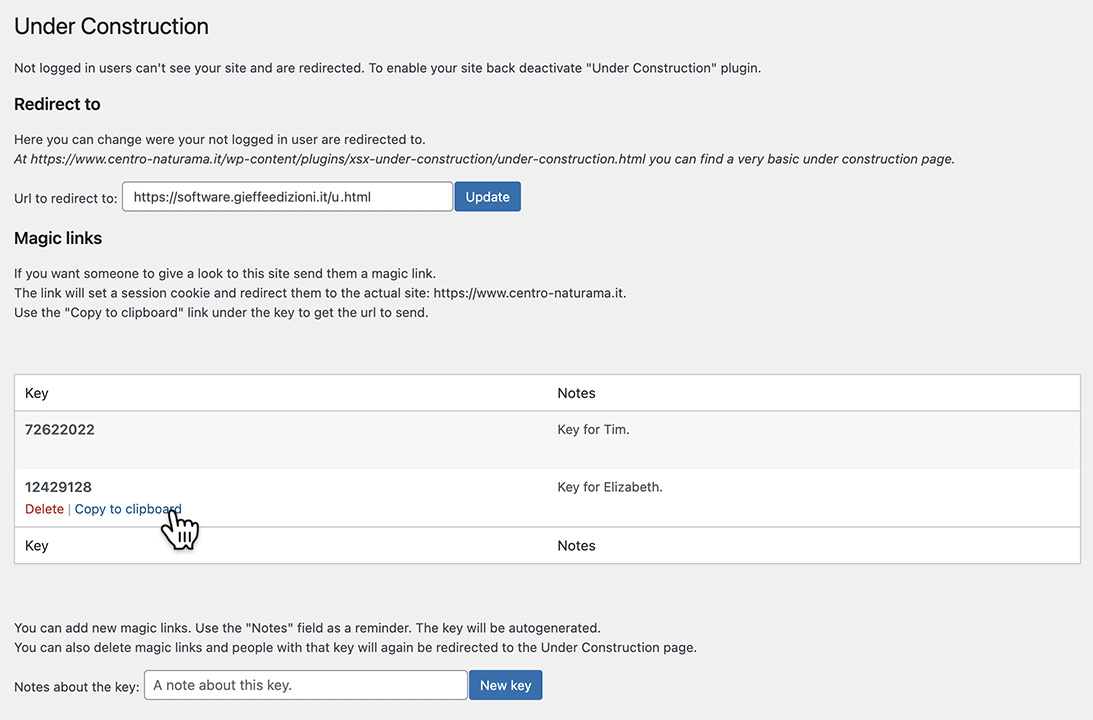 Under Construction
Not logged in users can't see your site and are redirected. To enable your site back deactivate "Under Construction" plugin.
Redirect to
Here you can change were your not logged in user are redirected to.
At https://www.centro-naturama.it/wp-content/plugins/xsx-under-construction/under-construction.html you can find a very basic under construction page.
Url to redirect to: https://software.gieffeedizioni.it/u.html Update
Magic links
If you want someone to give a look to this site send them a magic link.
The link will set a session cookie and redirect them to the actual site: https://www.centro-naturama.it.
Use the "Copy to clipboard" link under the key to get the url to send.
Key Notes
72622022 Key for Tim.
12429128 Key for Elizabeth.
Delete | Copy to clipboard
Key Notes
You can add new magic links. Use the "Notes" field as a reminder. The key will be autogenerated.
You can also delete magic links and people with that key will again be redirected to the Under Construction page.
Notes about the key: A note about this key. New key